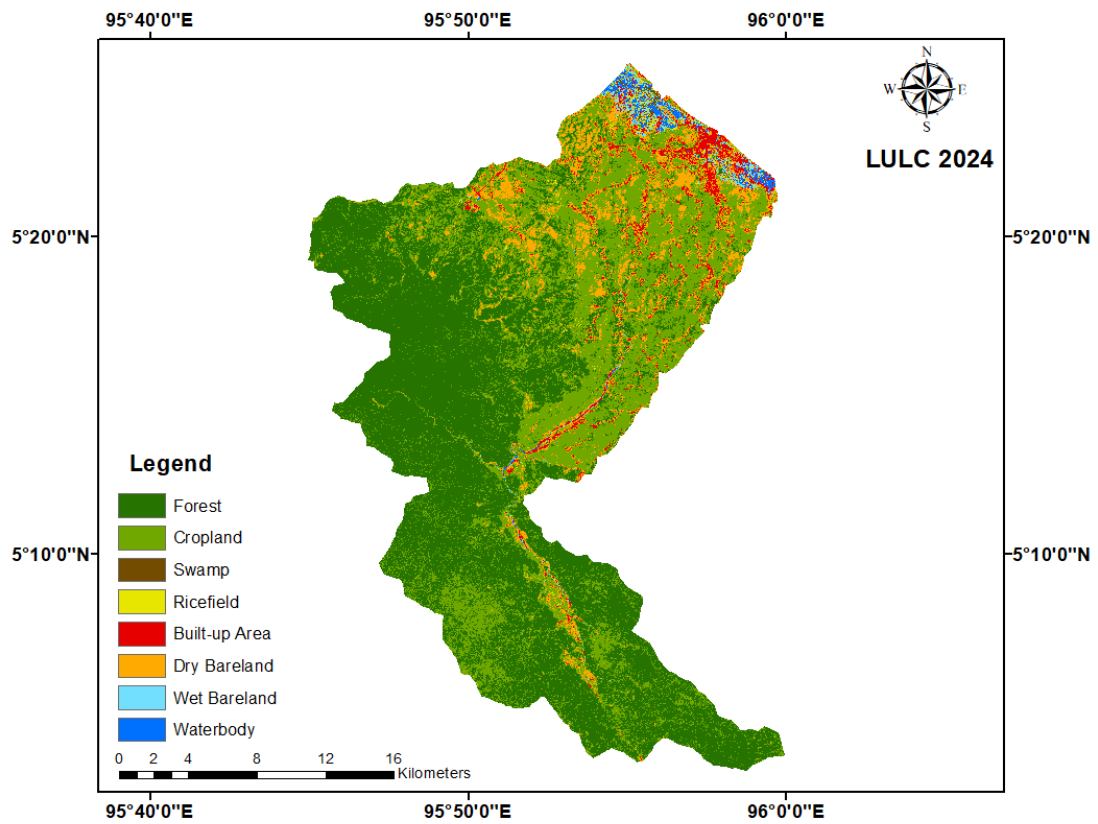 95°40'0"E 95°50'0"E 96°0'0"E
N
W E
S
LULC 2024
5°20'0"N 5°20'0"N
5°10'0"N 5°10'0"N
Legend
Forest
Cropland
Swamp
Ricefield
Built-up Area
Dry Bareland
Wet Bareland
Waterbody
0 2 4 8 12 16
Kilometers
95°40'0"E 95°50'0"E 96°0'0"E